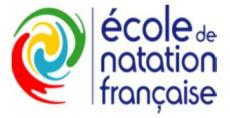 école de
natation
française